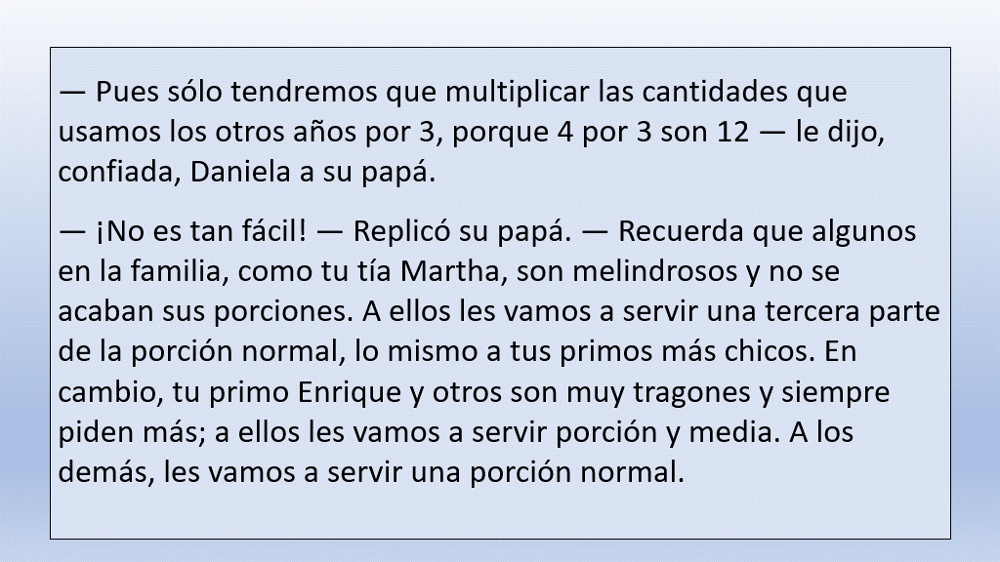 — Pues sólo tendremos que multiplicar las cantidades que
usamos los otros años por 3, porque 4 por 3 son 12 — le dijo,
confiada, Daniela a su papá.
— ¡No es tan fácil! — Replicó su papá. — Recuerda que algunos
en la familia, como tu tía Martha, son melindrosos y no se
acaban sus porciones. A ellos les vamos a servir una tercera parte
de la porción normal, lo mismo a tus primos más chicos. En
cambio, tu primo Enrique y otros son muy tragones y siempre
piden más; a ellos les vamos a servir porción y media. A los
demás, les vamos a servir una porción normal.